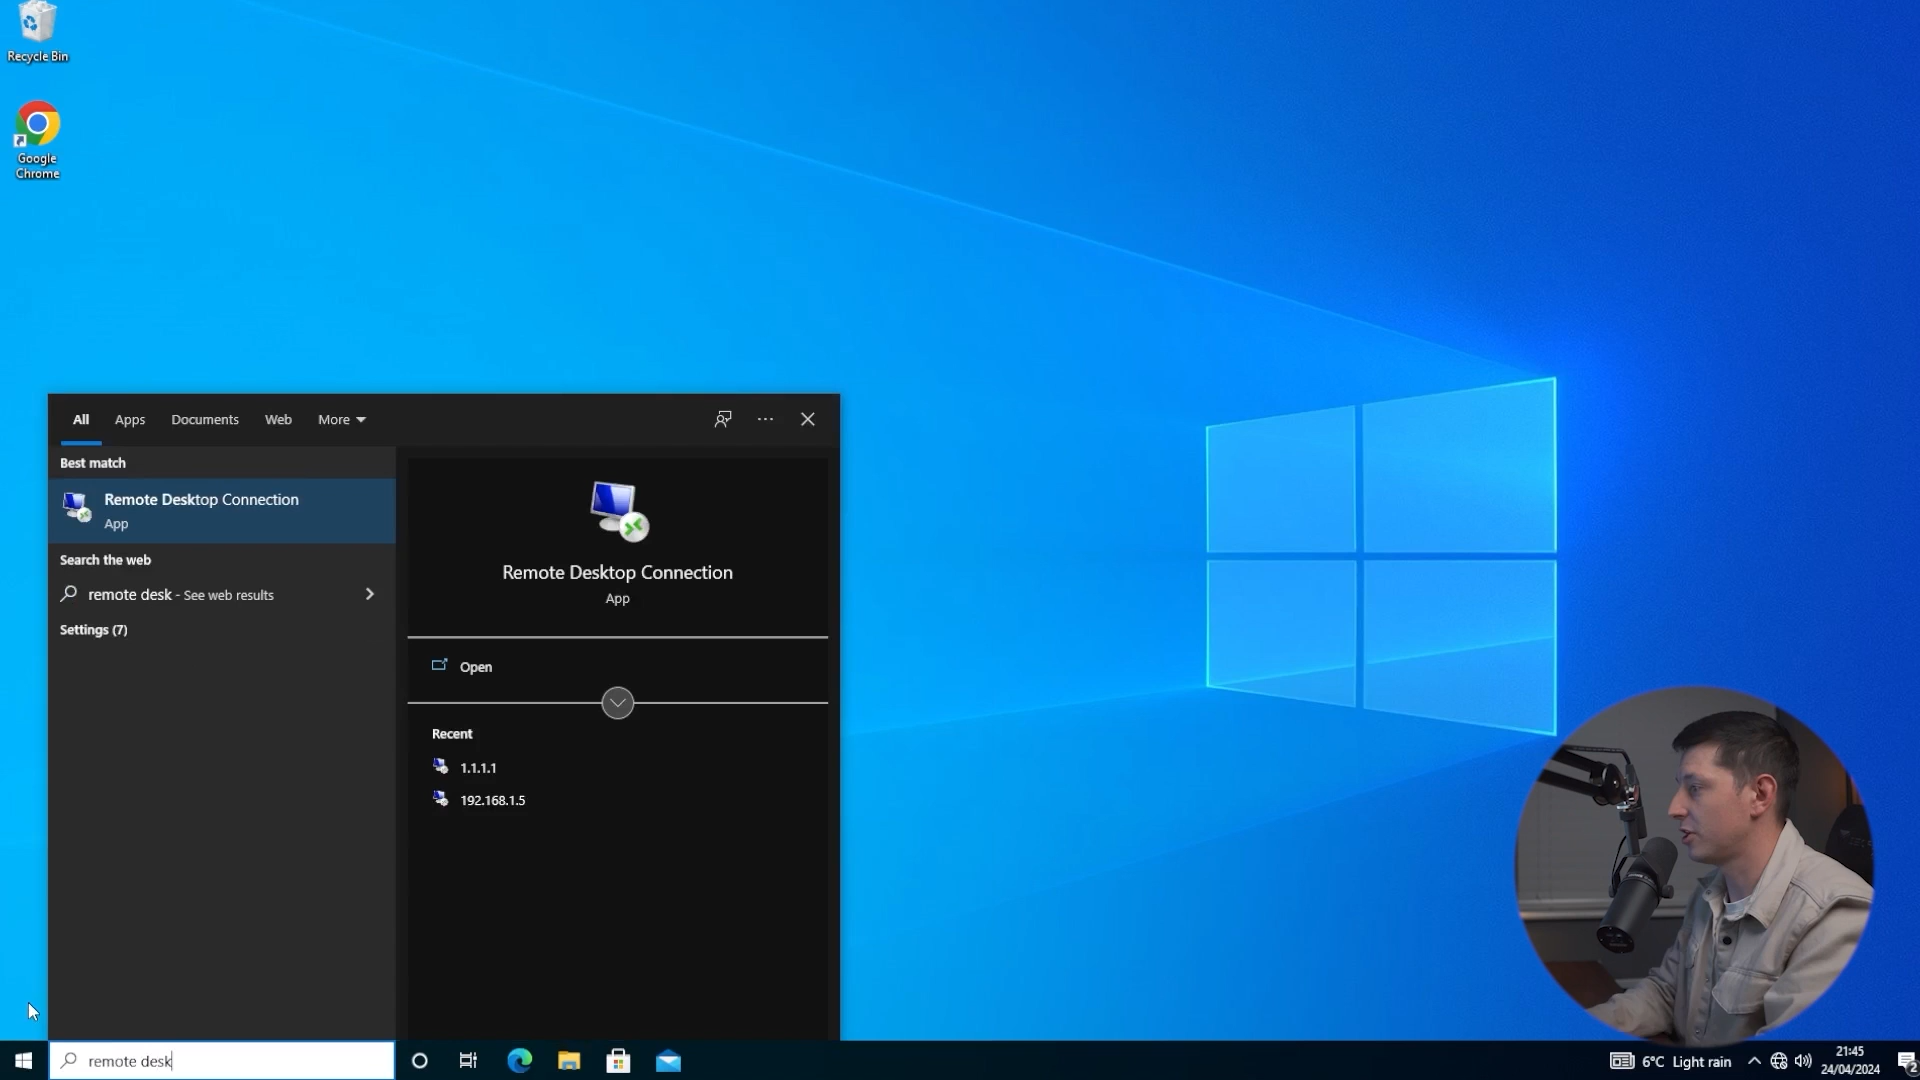 Recycle Bin
Google
Chrome
All Apps Documents Web More
Best match
Remote Desktop Connection
App
Search the web
remote desk - See web results
Settings (7)
Remote Desktop Connection
App
Open
Recent
1.1.1.1
192.168.1.5
remote desk
6°C Light rain
21:45
24/04/2024
2